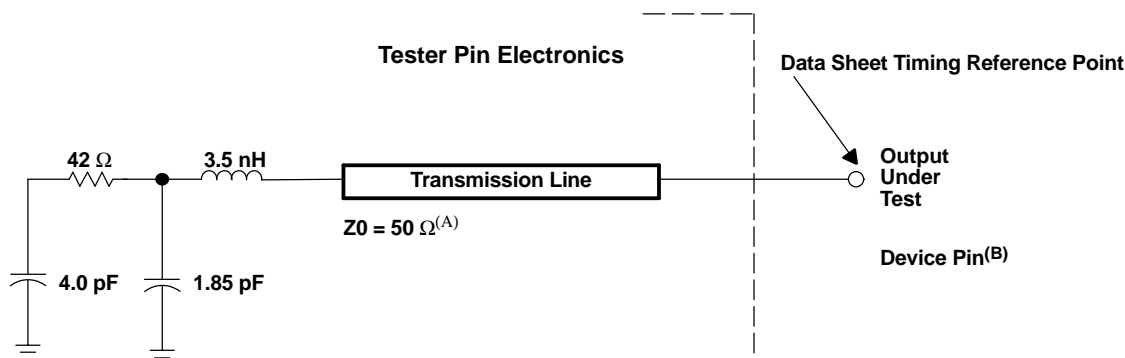 Tester Pin Electronics
Data Sheet Timing Reference Point
42 Ω
3.5 nH
Transmission Line
Output
Under
Test
Z0 = 50 Ω(A)
Device Pin(B)
4.0 pF
1.85 pF